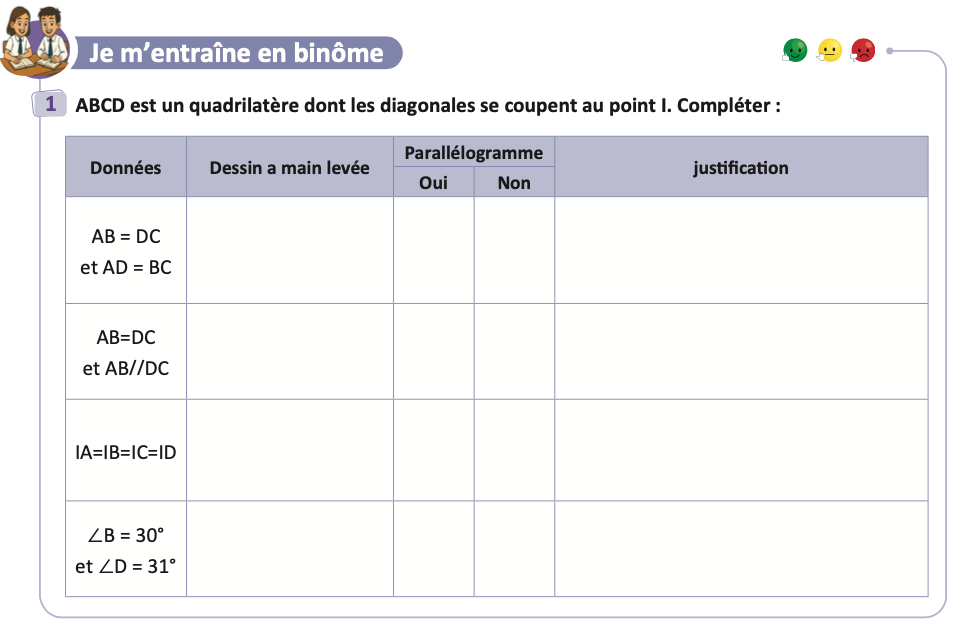 Je m'entraîne en binôme
1 ABCD est un quadrilatère dont les diagonales se coupent au point I. Compléter :
Données
Dessin a main levée
Parallélogramme
Oui
Non
justification
AB = DC
et AD = BC
AB=DC
et AB//DC
IA=IB=IC=ID
∠B = 30°
et ∠D = 31°